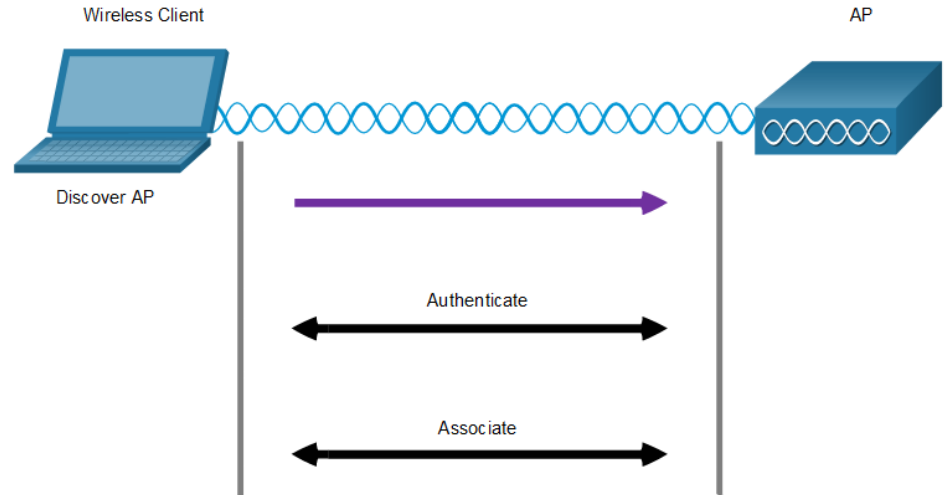 Wireless Client
AP
Discover AP
Authenticate
Associate